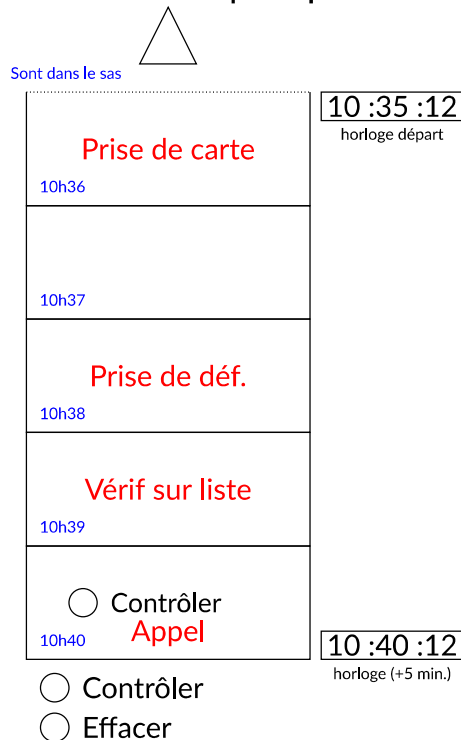 Sont dans le sas
10 :35 :12
horloge départ
Prise de carte
10h36
10h37
Prise de déf.
10h38
Vérif sur liste
10h39
Contrôler
Appel
10h40
10 :40 :12
horloge (+5 min.)
Contrôler
Effacer